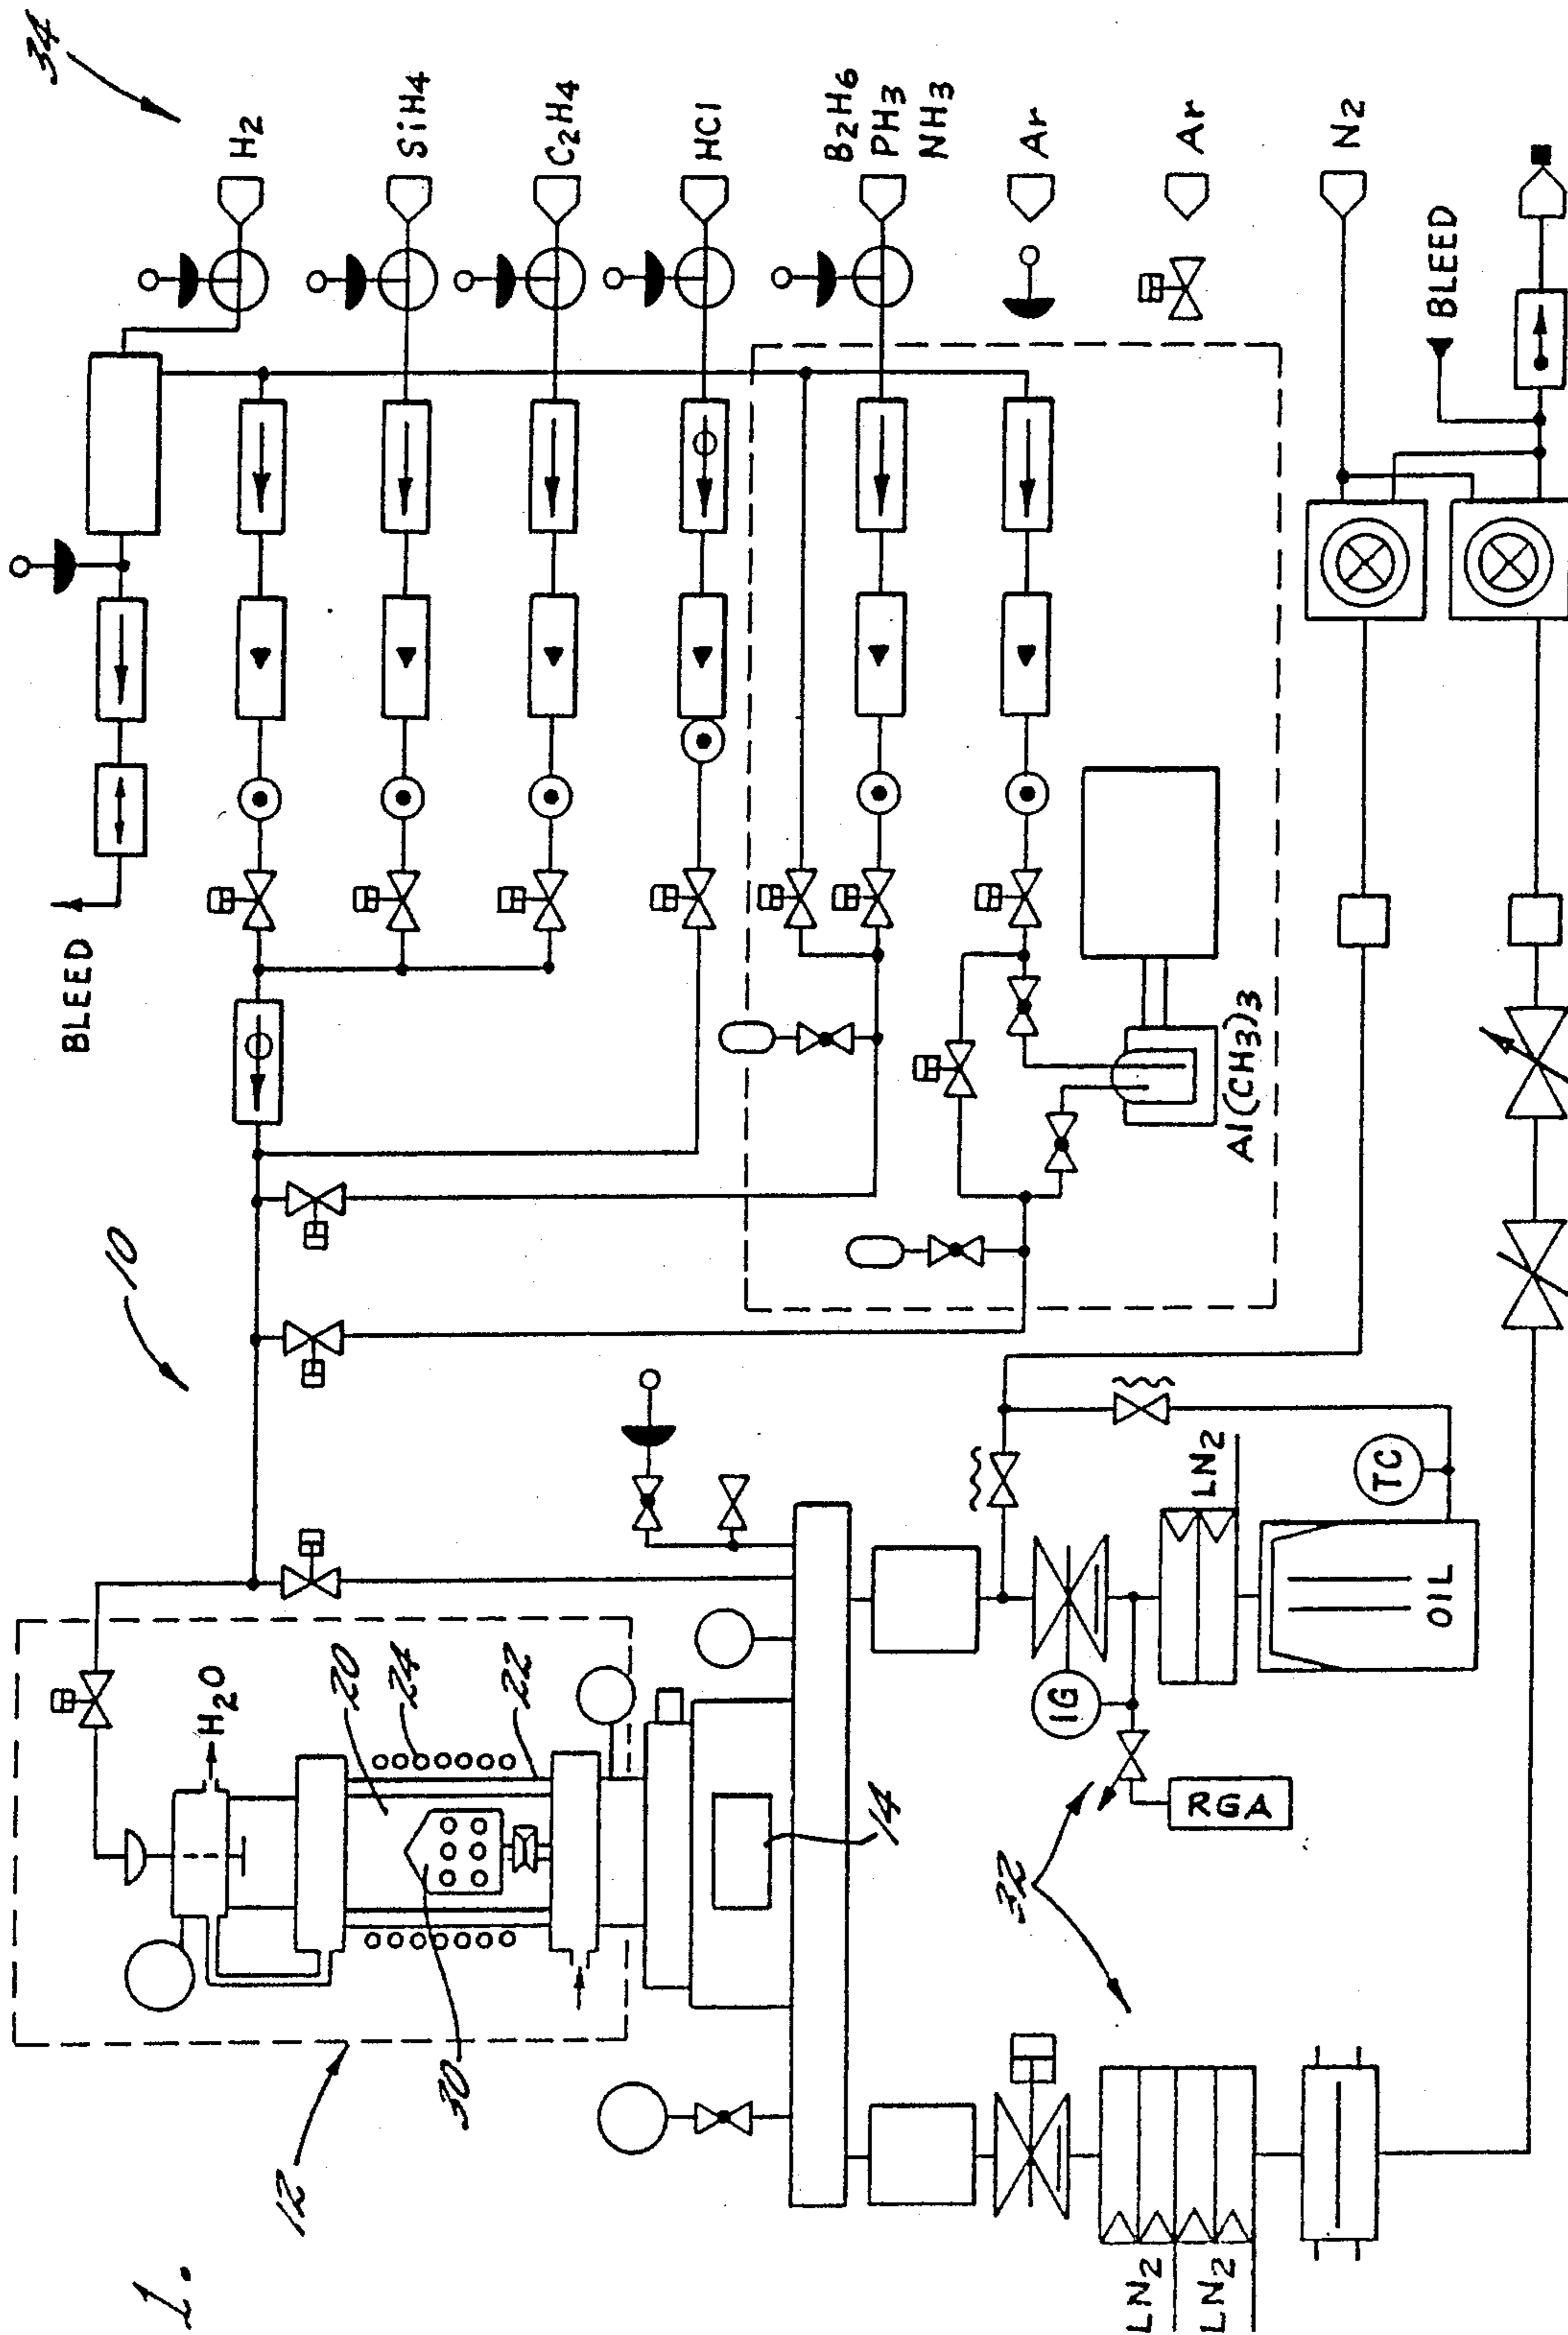 34
H2
SiH4
C2H4
HCl
B2H6
PH3
NH3
Ar
Ar
N2
BLEED
BLEED
Al(CH3)3
10
H2O
20
24
22
30
12
14
LN2
TC
OIL
IG
RGA
32
LN2
LN2
1.